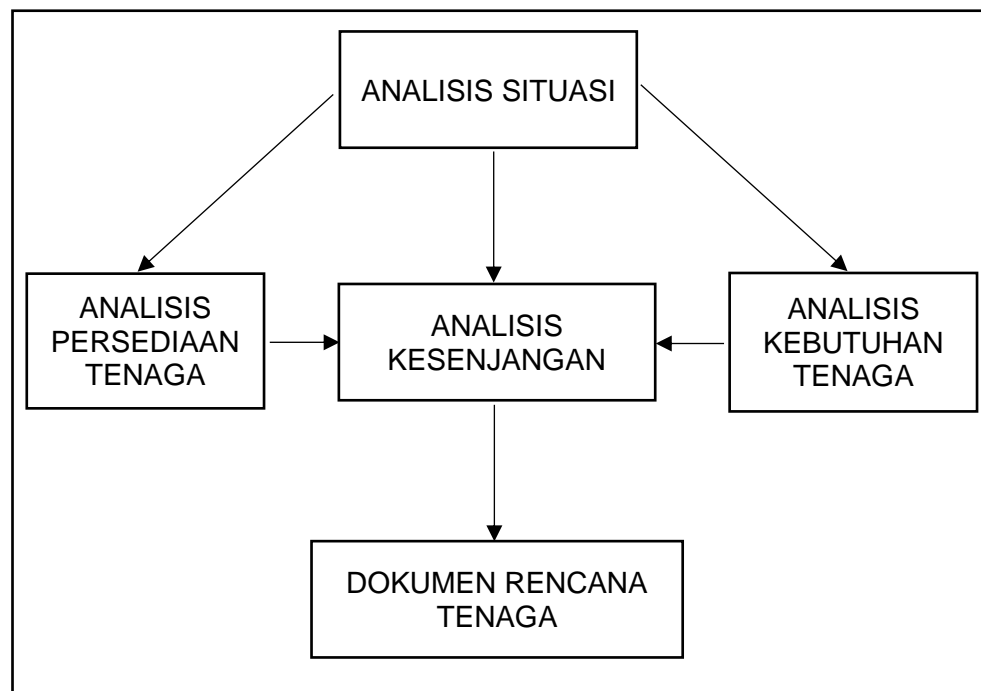 ANALISIS SITUASI
ANALISIS
PERSEDIAAN
TENAGA
ANALISIS
KESENJANGAN
ANALISIS
KEBUTUHAN
TENAGA
DOKUMEN RENCANA
TENAGA